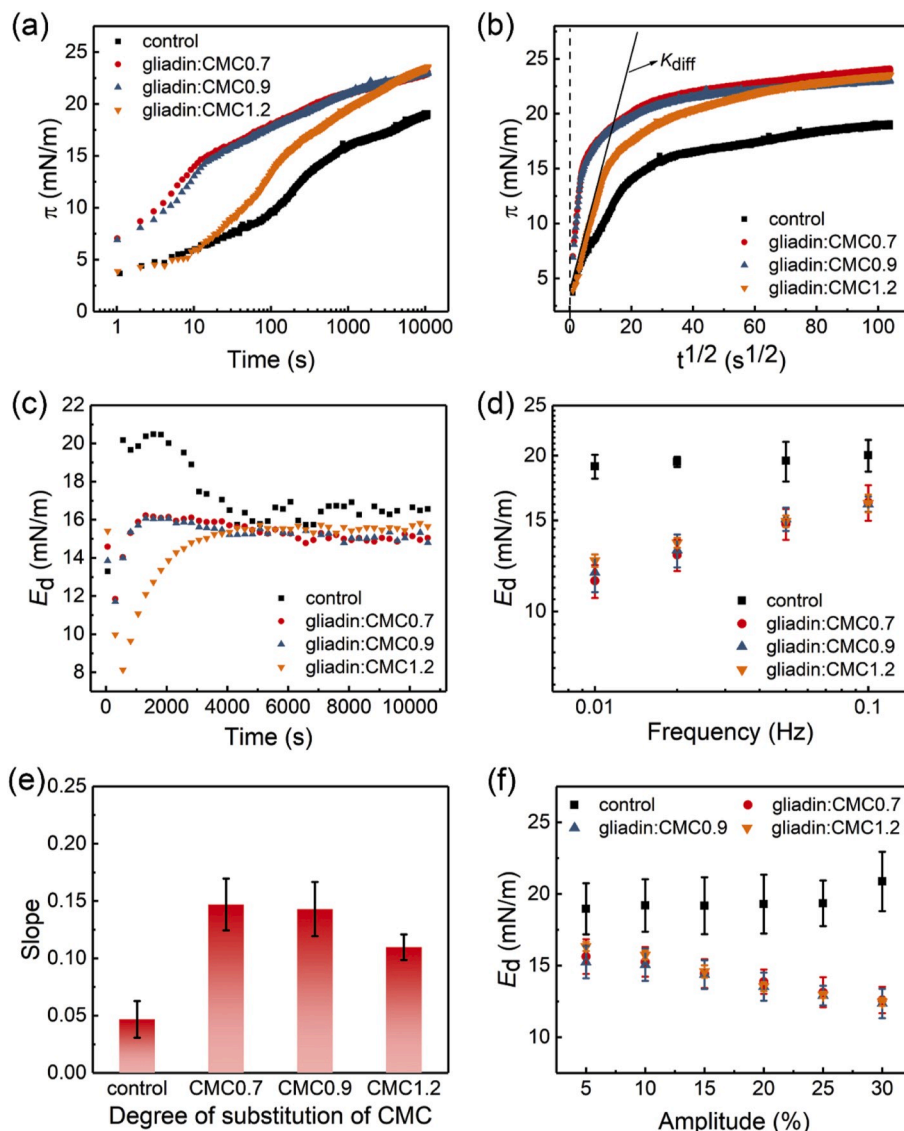 (a)
control
gliadin:CMC0.7
gliadin:CMC0.9
gliadin:CMC1.2
25
20
15
10
5
0
π (mN/m)
1 10 100 1000 10000
Time (s)
(b)
K diff
control
gliadin:CMC0.7
gliadin:CMC0.9
gliadin:CMC1.2
25
20
15
10
5
π (mN/m)
0 20 40 60 80 100
t1/2 (s1/2)
(c)
22
20
18
16
14
12
10
8
Ed (mN/m)
control
gliadin:CMC0.7
gliadin:CMC0.9
gliadin:CMC1.2
0 2000 4000 6000 8000 10000
Time (s)
(d)
25
20
15
10
Ed (mN/m)
control
gliadin:CMC0.7
gliadin:CMC0.9
gliadin:CMC1.2
0.01 0.1
Frequency (Hz)
(e)
0.25
0.20
0.15
0.10
0.05
0.00
Slope
control CMC0.7 CMC0.9 CMC1.2
Degree of substitution of CMC
(f)
control gliadin:CMC0.7
gliadin:CMC0.9 gliadin:CMC1.2
25
20
15
10
Ed (mN/m)
5 10 15 20 25 30
Amplitude (%)